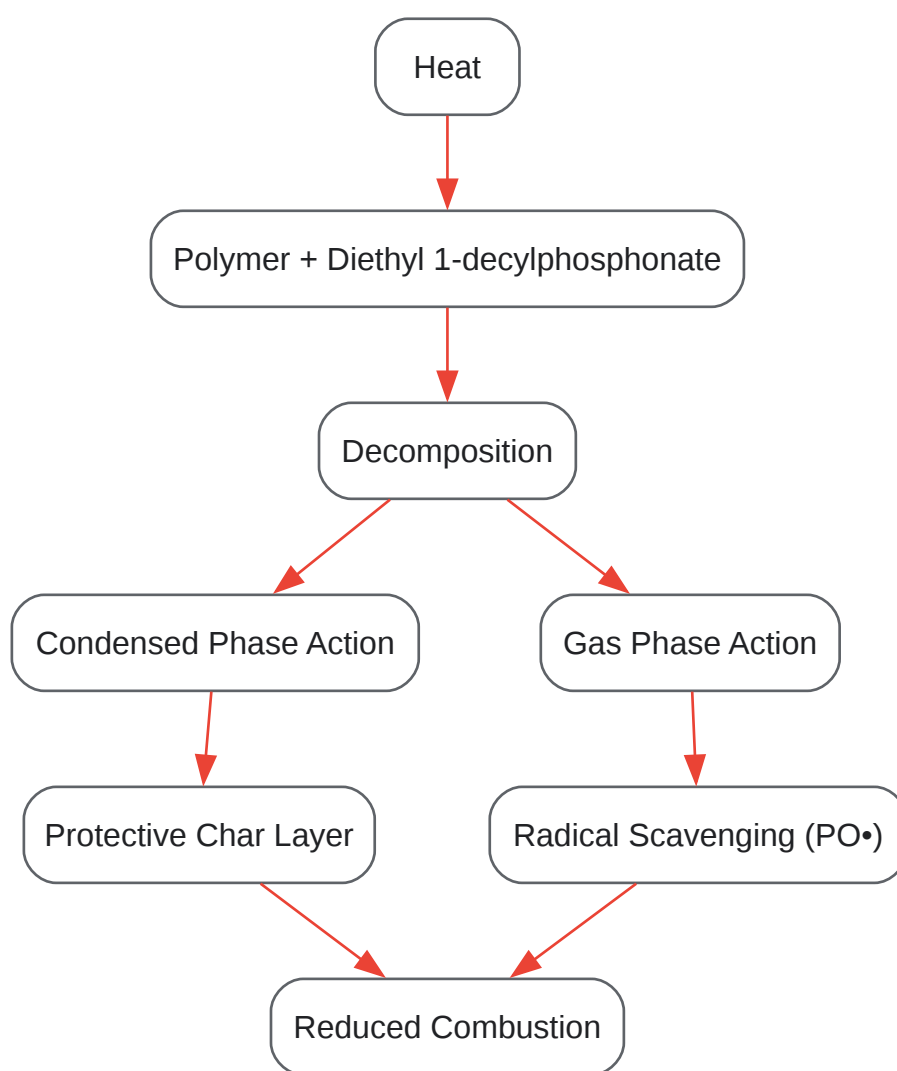 Heat
Polymer + Diethyl 1-decylphosphonate
Decomposition
Condensed Phase Action
Gas Phase Action
Protective Char Layer
Radical Scavenging (PO•)
Reduced Combustion